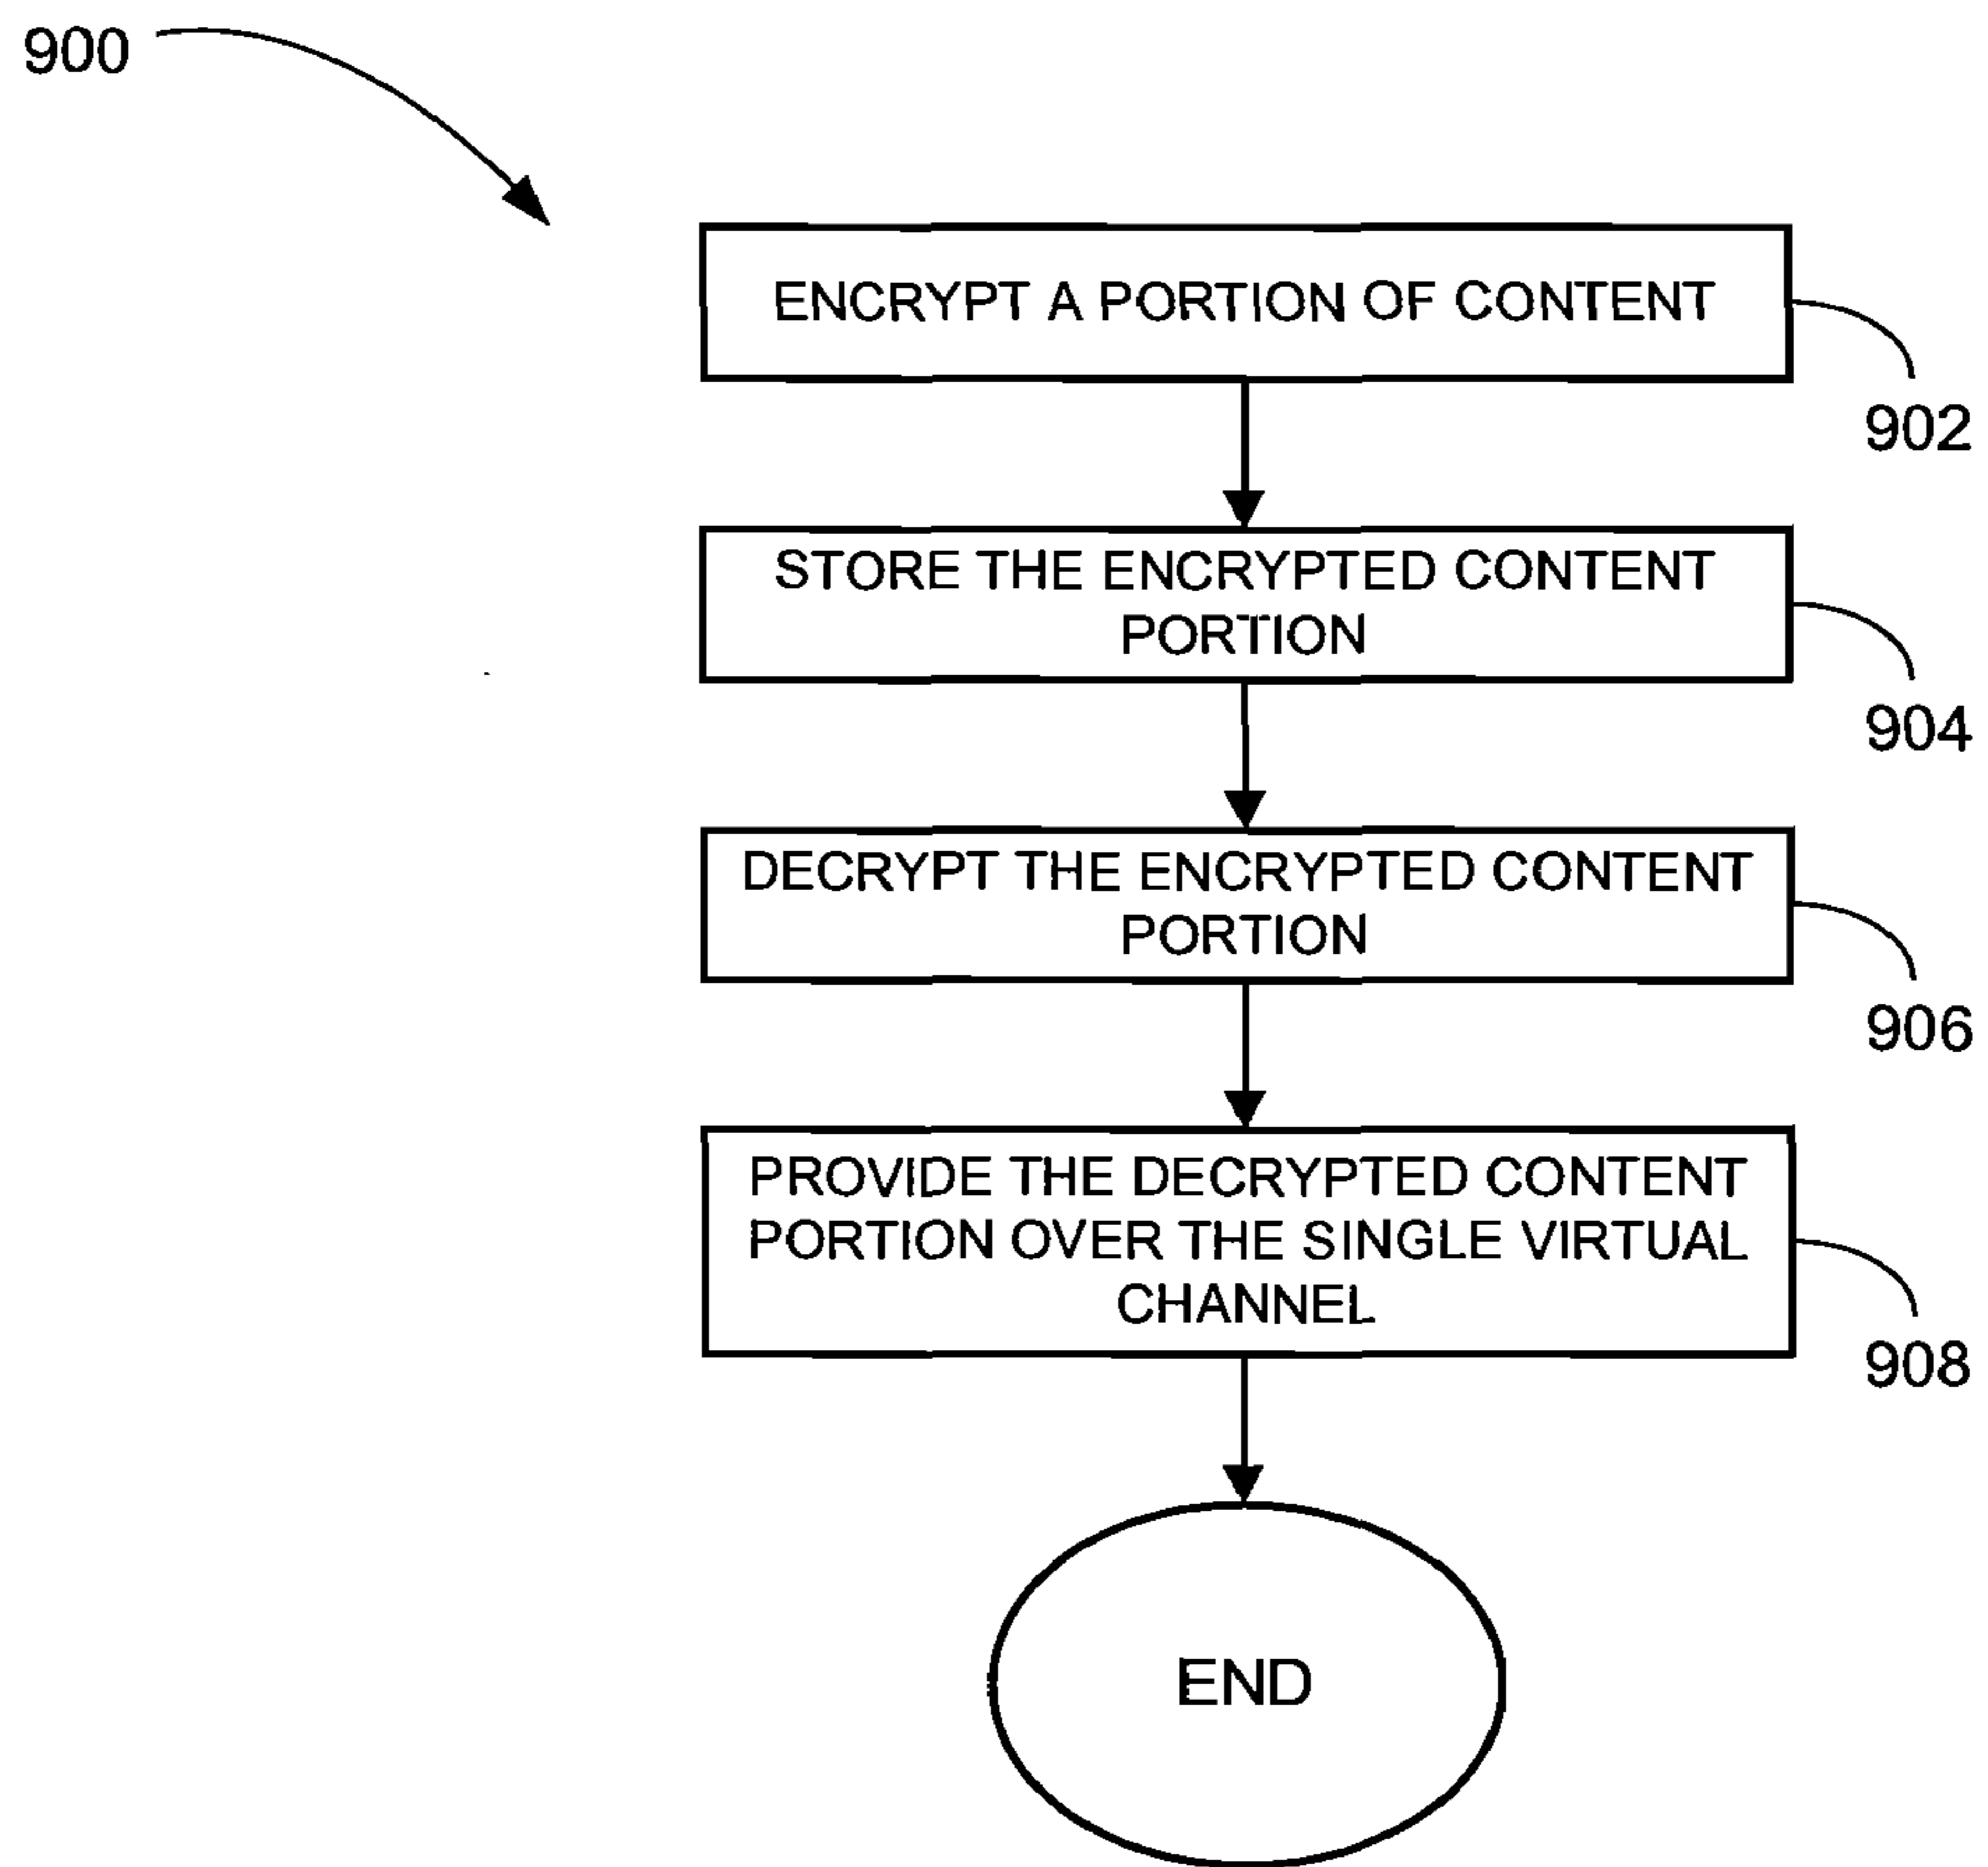 900
ENCRYPT A PORTION OF CONTENT
902
STORE THE ENCRYPTED CONTENT
PORTION
904
DECRYPT THE ENCRYPTED CONTENT
PORTION
906
PROVIDE THE DECRYPTED CONTENT
PORTION OVER THE SINGLE VIRTUAL
CHANNEL
908
END